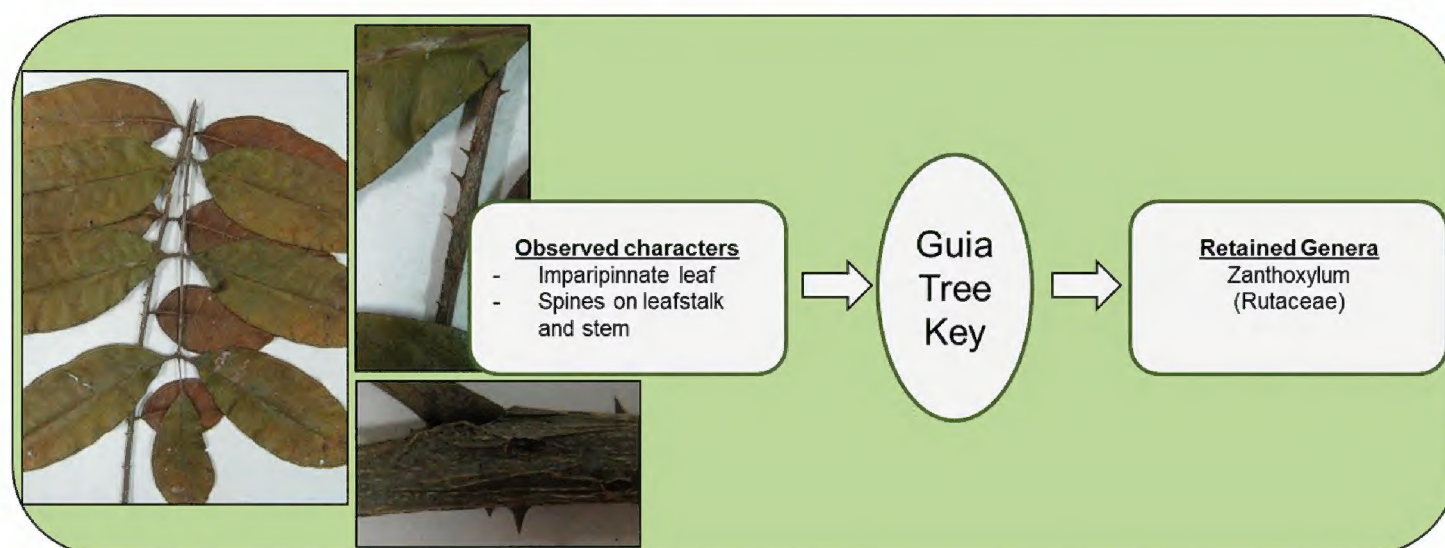 Observed characters
- Imparipinnate leaf
- Spines on leafstalk
and stem
Guia
Tree
Key
Retained Genera
Zanthoxylum
(Rutaceae)